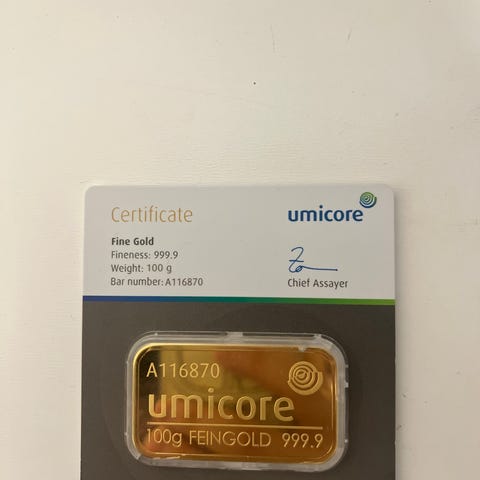 Certificate
umicore
Fine Gold
Fineness: 999.9
Weight: 100 g
Bar number: A116870
Chief Assayer
A116870
umicore
100g FEINGOLD 999.9